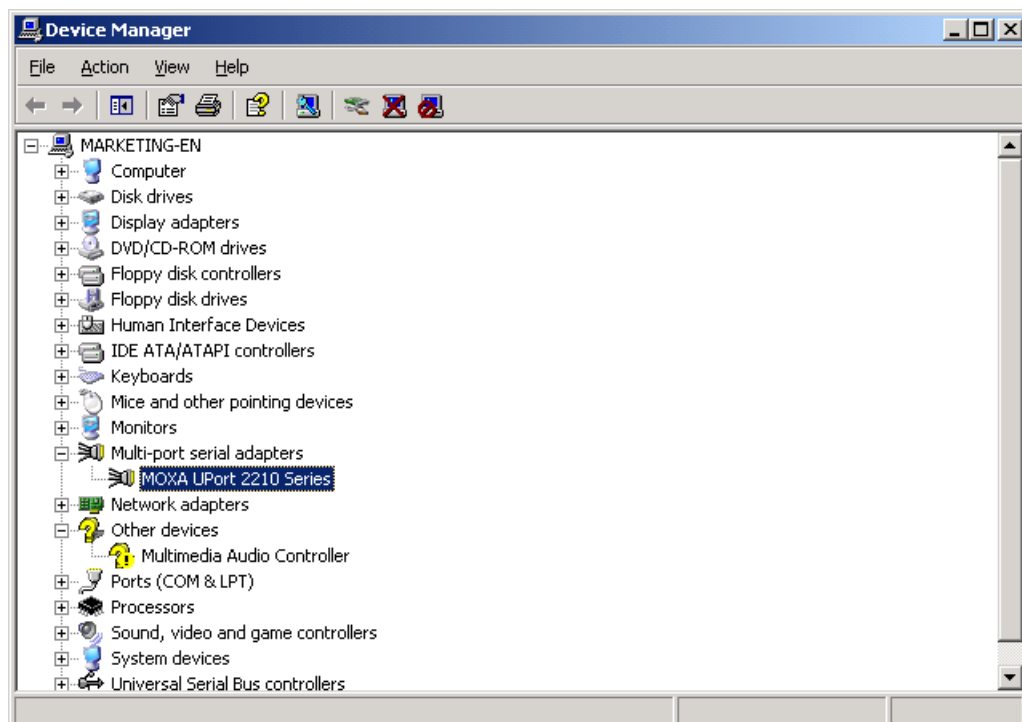 Device Manager
File Action View Help
MARKETING-EN
Computer
Disk drives
Display adapters
DVD/CD-ROM drives
Floppy disk controllers
Floppy disk drives
Human Interface Devices
IDE ATA/ATAPI controllers
Keyboards
Mice and other pointing devices
Monitors
Multi-port serial adapters
MOXA UPort 2210 Series
Network adapters
Other devices
Multimedia Audio Controller
Ports (COM & LPT)
Processors
Sound, video and game controllers
System devices
Universal Serial Bus controllers